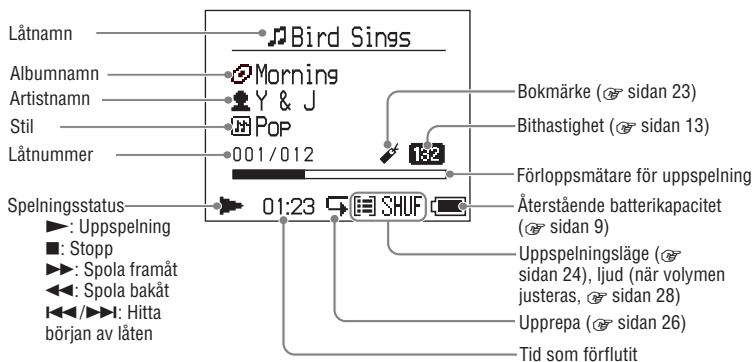 Låtnamn
Albumnamn
Artistnamn
Stil
Låtnummer
Spelningsstatus
►: Uppspelning
■: Stopp
►►: Spola framåt
◄◄: Spola bakåt
I◄◄/►►I: Hitta
början av låten
Bird Sings
Morning
Y & J
Pop
001/012
132
01:23 SHUF
Bokmärke (☞ sidan 23)
Bithastighet (☞ sidan 13)
Förloppsmätare för uppspelning
Återstående batterikapacitet
(☞ sidan 9)
Uppspelningsläge (☞
sidan 24), ljud (när volymen
justeras, ☞ sidan 28)
Upprepa (☞ sidan 26)
Tid som förflutit